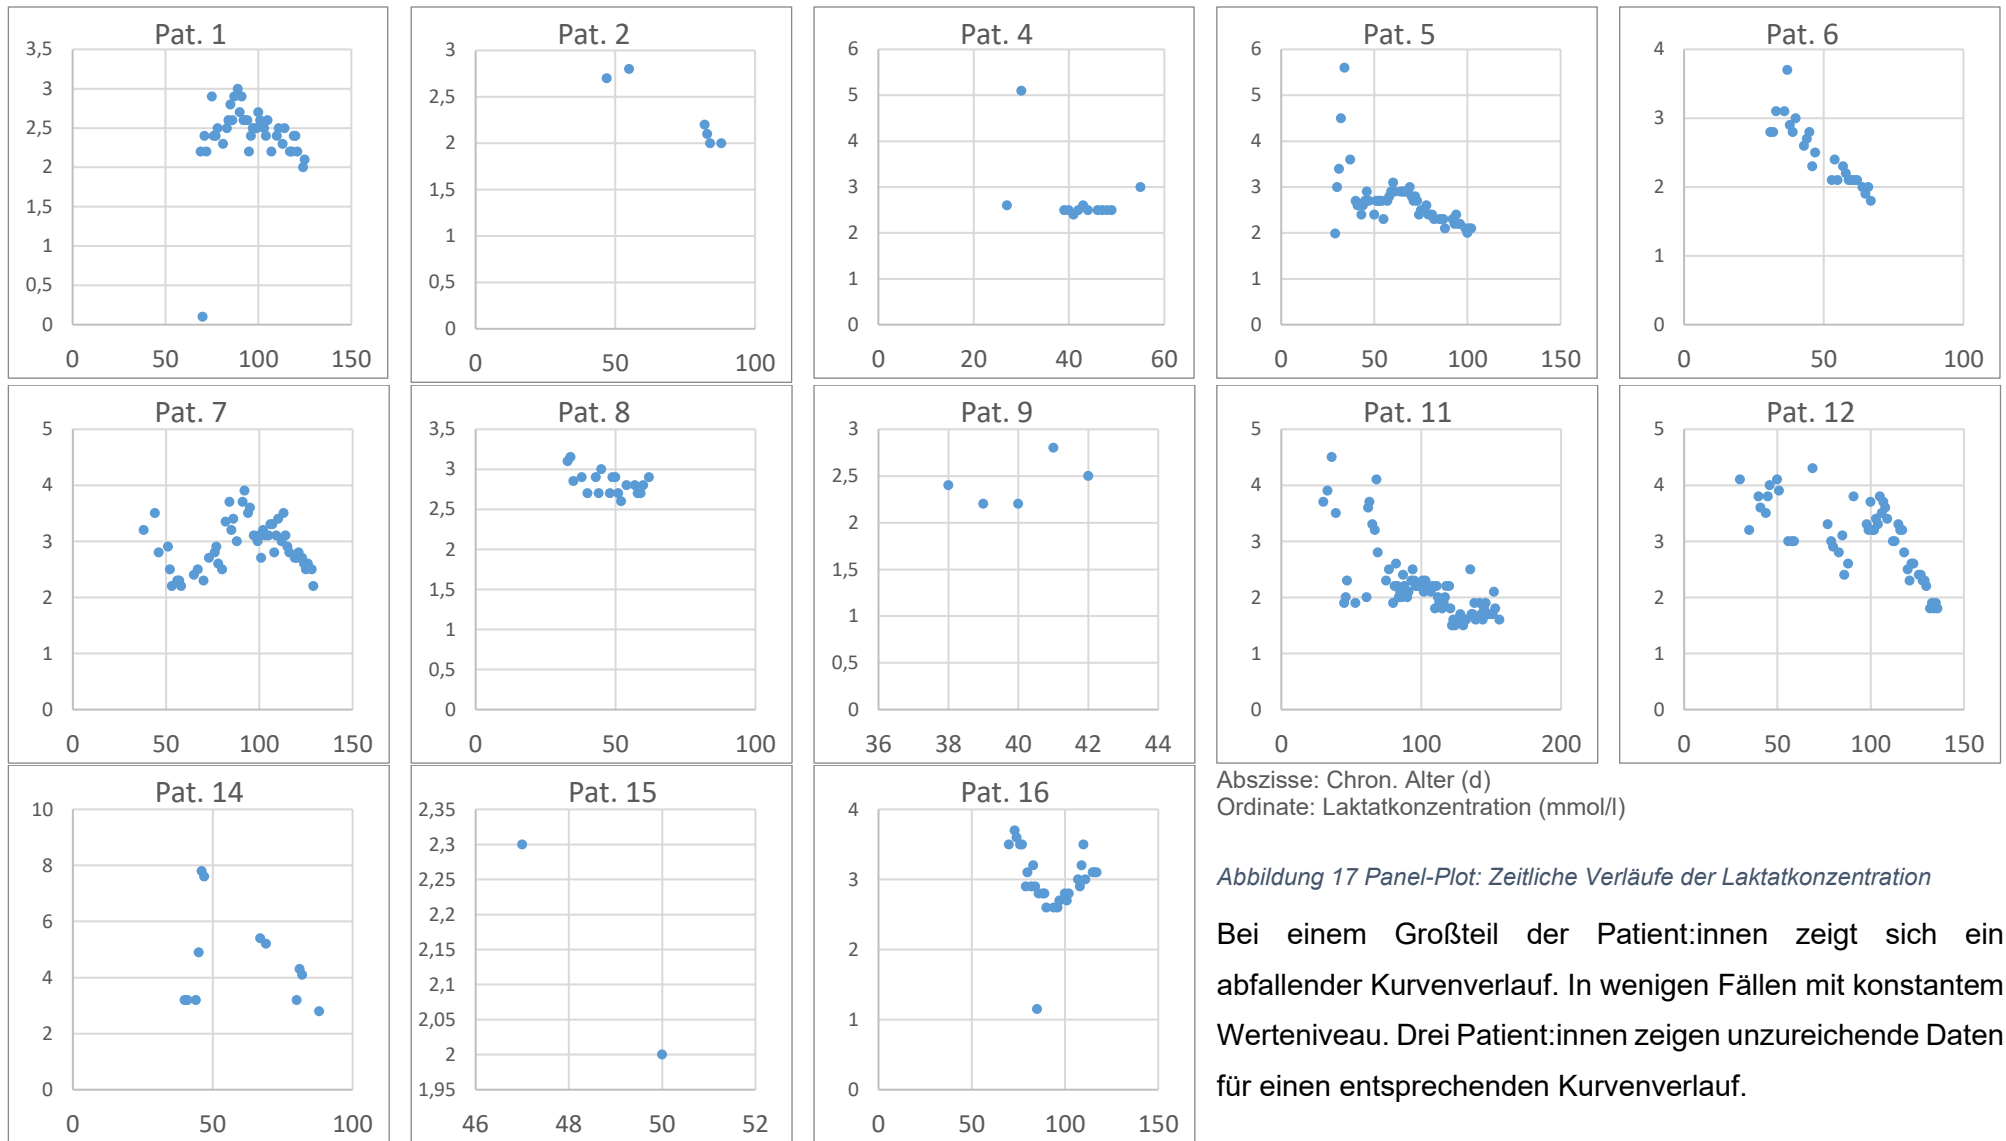 Pat. 1
3,5
3
2,5
2
1,5
1
0,5
0
0 50 100 150
Pat. 2
3
2,5
2
1,5
1
0,5
0
0 50 100
Pat. 4
6
5
4
3
2
1
0
0 20 40 60
Pat. 5
6
5
4
3
2
1
0
0 50 100 150
Pat. 6
4
3
2
1
0
0 50 100
Pat. 7
5
4
3
2
1
0
0 50 100 150
Pat. 8
3,5
3
2,5
2
1,5
1
0,5
0
0 50 100
Pat. 9
3
2,5
2
1,5
1
0,5
0
36 38 40 42 44
Pat. 11
5
4
3
2
1
0
0 100 200
Pat. 12
5
4
3
2
1
0
0 50 100 150
Pat. 14
10
8
6
4
2
0
0 50 100
Pat. 15
2,35
2,3
2,25
2,2
2,15
2,1
2,05
2
1,95
46 48 50 52
Pat. 16
4
3
2
1
0
0 50 100 150
Abszisse: Chron. Alter (d)
Ordinate: Laktatkonzentration (mmol/l)
Abbildung 17 Panel-Plot: Zeitliche Verläufe der Laktatkonzentration
Bei einem Großteil der Patient:innen zeigt sich ein
abfallender Kurvenverlauf. In wenigen Fällen mit konstantem
Werteniveau. Drei Patient:innen zeigen unzureichende Daten
für einen entsprechenden Kurvenverlauf.